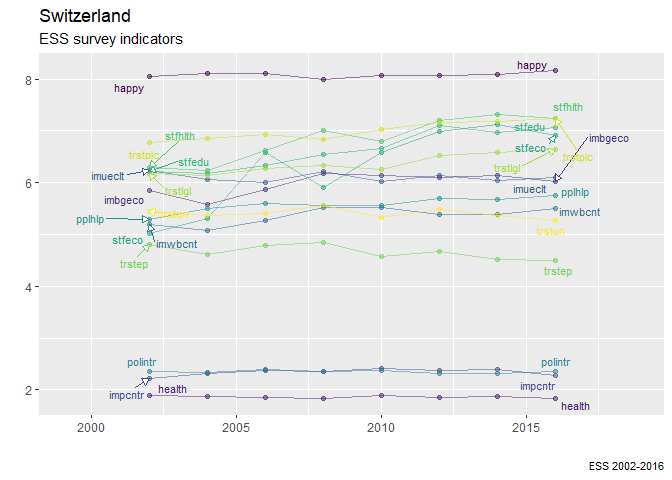 Switzerland
ESS survey indicators
happy
happy
8
stfhlth
stfhlth
stfedu
imbgeco
trstplc
stfedu
stfeco
trstplc
imueclt
trstlgl
6
trstlgl
imueclt
pplhlp
imbgeco
trstun
imwbcnt
pplhlp
trstun
stfeco
imwbcnt
trstep
trstep
4
polintr
polintr
2
impcntr
health
impcntr
health
2000
2005
2010
2015
ESS 2002-2016